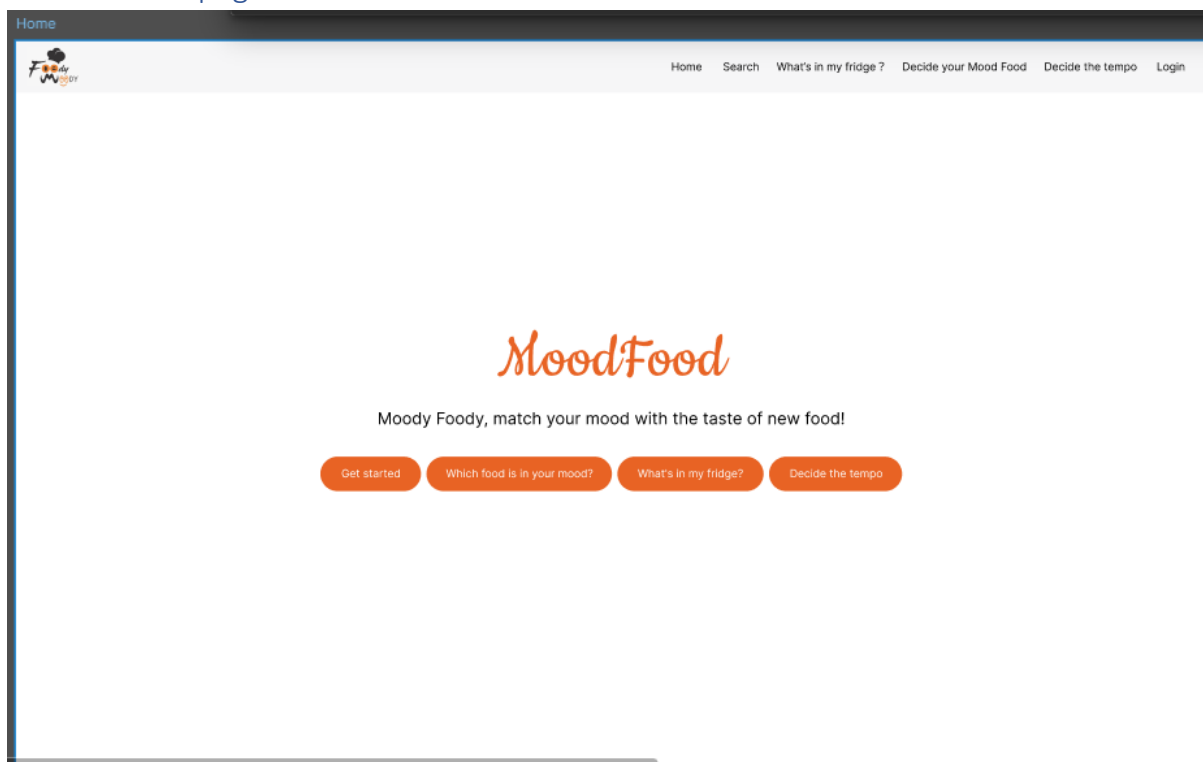 Home
Foody
Moody
Home Search What's in my fridge ? Decide your Mood Food Decide the tempo Login
MoodFood
Moody Foody, match your mood with the taste of new food!
Get started Which food is in your mood? What's in my fridge? Decide the tempo